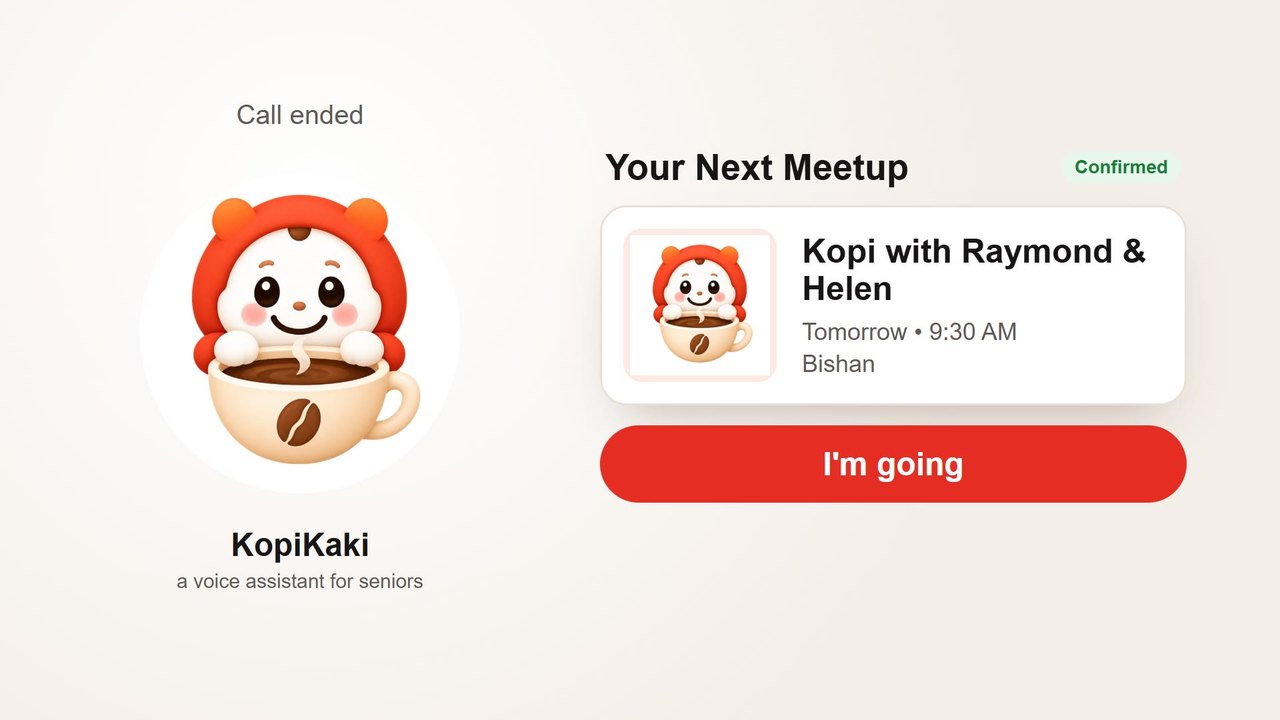 Call ended
KopiKaki
a voice assistant for seniors
Your Next Meetup
Confirmed
Kopi with Raymond &
Helen
Tomorrow • 9:30 AM
Bishan
I'm going